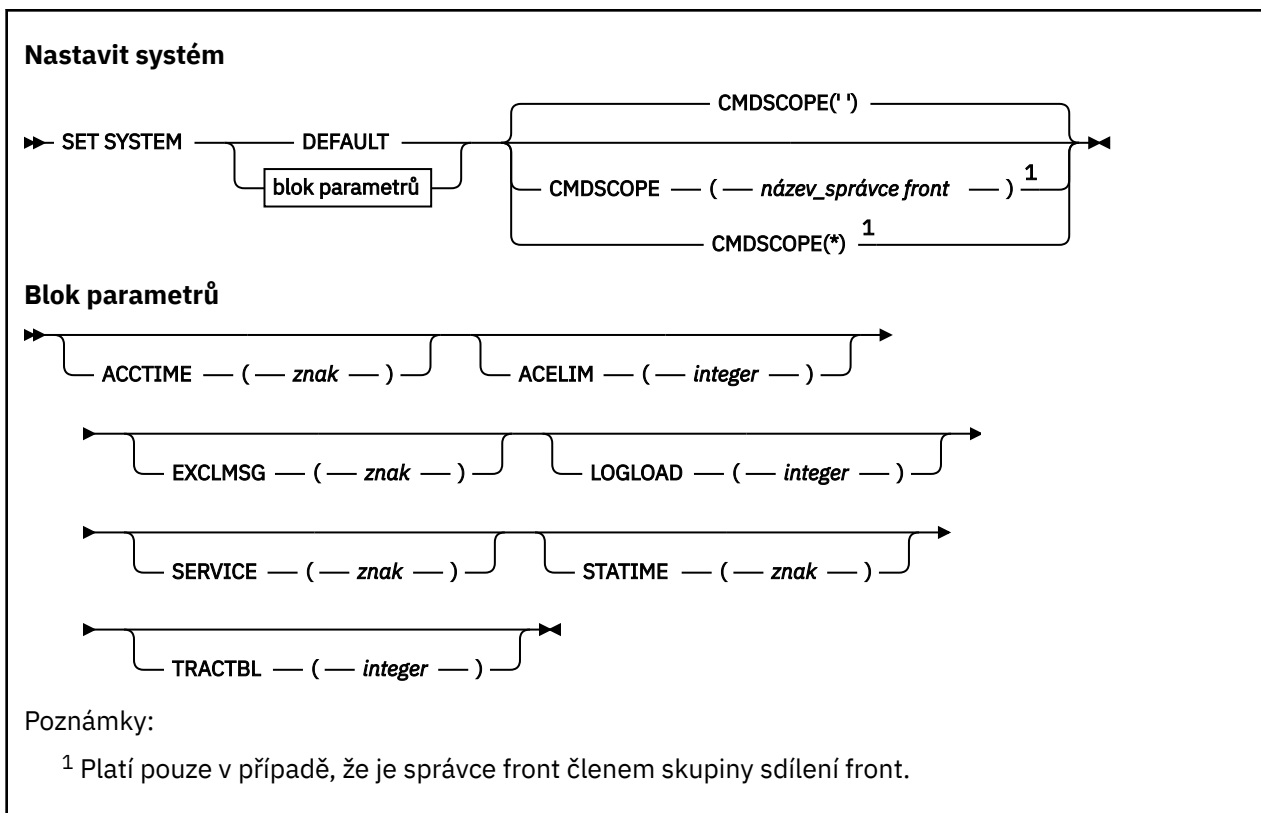 Nastavit systém
CMDSCOPE(' ')
SET SYSTEM DEFAULT
blok parametrů
CMDSCOPE ( název_správce front ) 1
CMDSCOPE(*) 1
Blok parametrů
ACCTIME ( znak ) ACELIM ( integer )
EXCLMSG ( znak ) LOGLOAD ( integer )
SERVICE ( znak ) STATIME ( znak )
TRACTBL ( integer )
Poznámky:
1 Platí pouze v případě, že je správce front členem skupiny sdílení front.